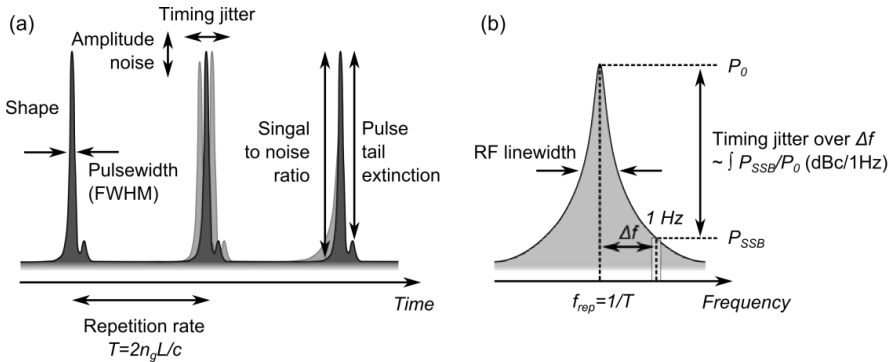 (a)
Timing jitter
Amplitude
noise
Shape
Pulsewidth
(FWHM)
Singal
to noise
ratio
Pulse
tail
extinction
Time
Repetition rate
T=2n_gL/c
(b)
P_0
RF linewidth
Timing jitter over Δf
~ ∫ P_SSB/P_0 (dBc/1Hz)
1 Hz
Δf
P_SSB
f_rep=1/T
Frequency